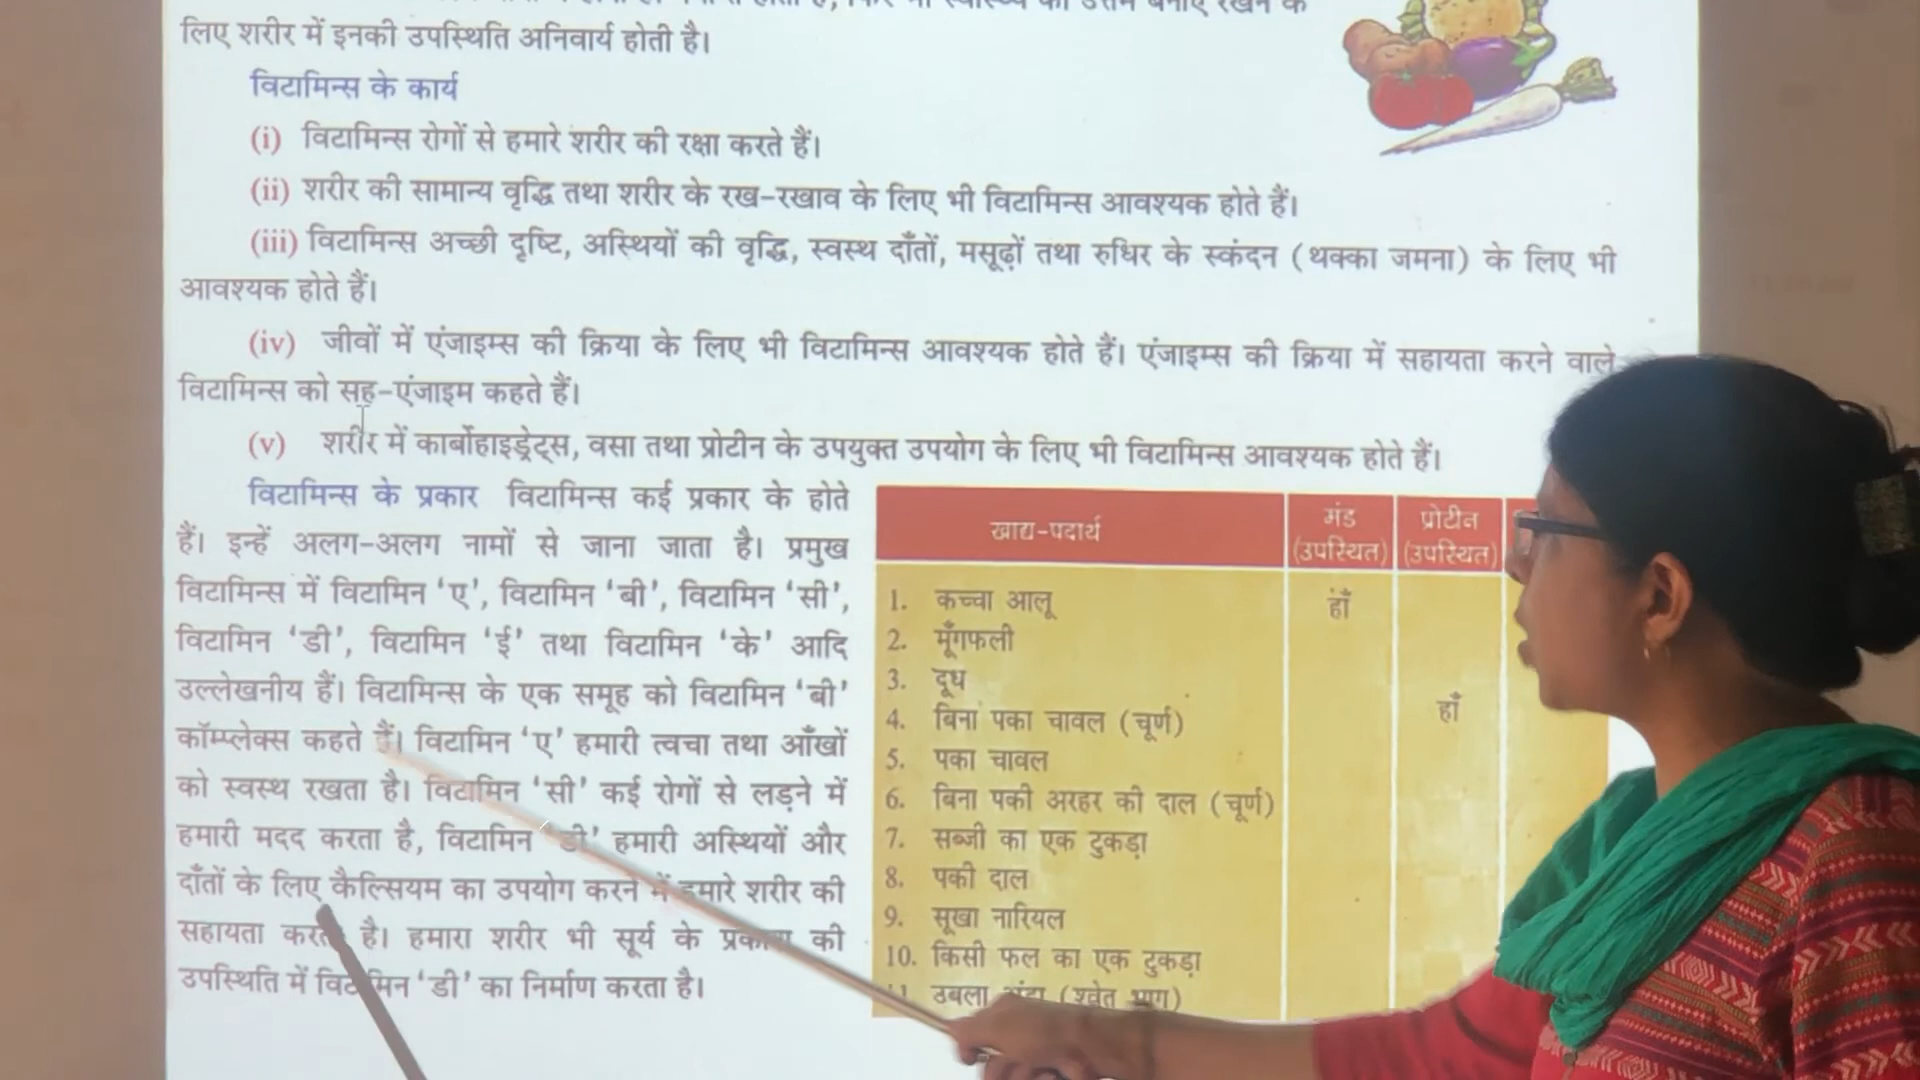 लिए शरीर में इनकी उपस्थिति अनिवार्य होती है।
विटामिन्स के कार्य
(i) विटामिन्स रोगों से हमारे शरीर की रक्षा करते हैं।
(ii) शरीर की सामान्य वृद्धि तथा शरीर के रख-रखाव के लिए भी विटामिन्स आवश्यक होते हैं।
(iii) विटामिन्स अच्छी दृष्टि, अस्थियों की वृद्धि, स्वस्थ दाँतों, मसूढ़ों तथा रुधिर के स्कंदन (थक्का जमना) के लिए भी
आवश्यक होते हैं।
(iv) जीवों में एंजाइम्स की क्रिया के लिए भी विटामिन्स आवश्यक होते हैं। एंजाइम्स की क्रिया में सहायता करने वाले
विटामिन्स को सह-एंजाइम कहते हैं।
(v) शरीर में कार्बोहाइड्रेट्स, वसा तथा प्रोटीन के उपयुक्त उपयोग के लिए भी विटामिन्स आवश्यक होते हैं।
विटामिन्स के प्रकार विटामिन्स कई प्रकार के होते
हैं। इन्हें अलग-अलग नामों से जाना जाता है। प्रमुख
विटामिन्स में विटामिन ‘ए’, विटामिन ‘बी’, विटामिन ‘सी’,
विटामिन ‘डी’, विटामिन ‘ई’ तथा विटामिन ‘के’ आदि
उल्लेखनीय हैं। विटामिन्स के एक समूह को विटामिन ‘बी’
कॉम्प्लेक्स कहते हैं। विटामिन ‘ए’ हमारी त्वचा तथा आँखों
को स्वस्थ रखता है। विटामिन ‘सी’ कई रोगों से लड़ने में
हमारी मदद करता है, विटामिन ‘डी’ हमारी अस्थियों और
दाँतों के लिए कैल्सियम का उपयोग करने में हमारे शरीर की
सहायता करता है। हमारा शरीर भी सूर्य के प्रकाश की
उपस्थिति में विटामिन ‘डी’ का निर्माण करता है।
खाद्य-पदार्थ मंड (उपस्थित) प्रोटीन (उपस्थित)
1. कच्चा आलू हाँ
2. मूँगफली
3. दूध हाँ
4. बिना पका चावल (चूर्ण)
5. पका चावल
6. बिना पकी अरहर की दाल (चूर्ण)
7. सब्जी का एक टुकड़ा
8. पकी दाल
9. सूखा नारियल
10. किसी फल का एक टुकड़ा
11. उबला अंडा (श्वेत भाग)